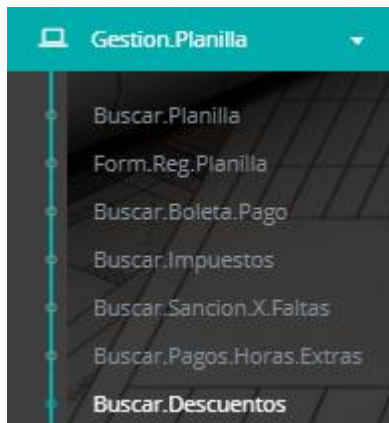 Gestion.Planilla
Buscar.Planilla
Form.Reg.Planilla
Buscar.Boleta.Pago
Buscar.Impuestos
Buscar.Sancion.X.Faltas
Buscar.Pagos.Horas.Extras
Buscar.Descuentos